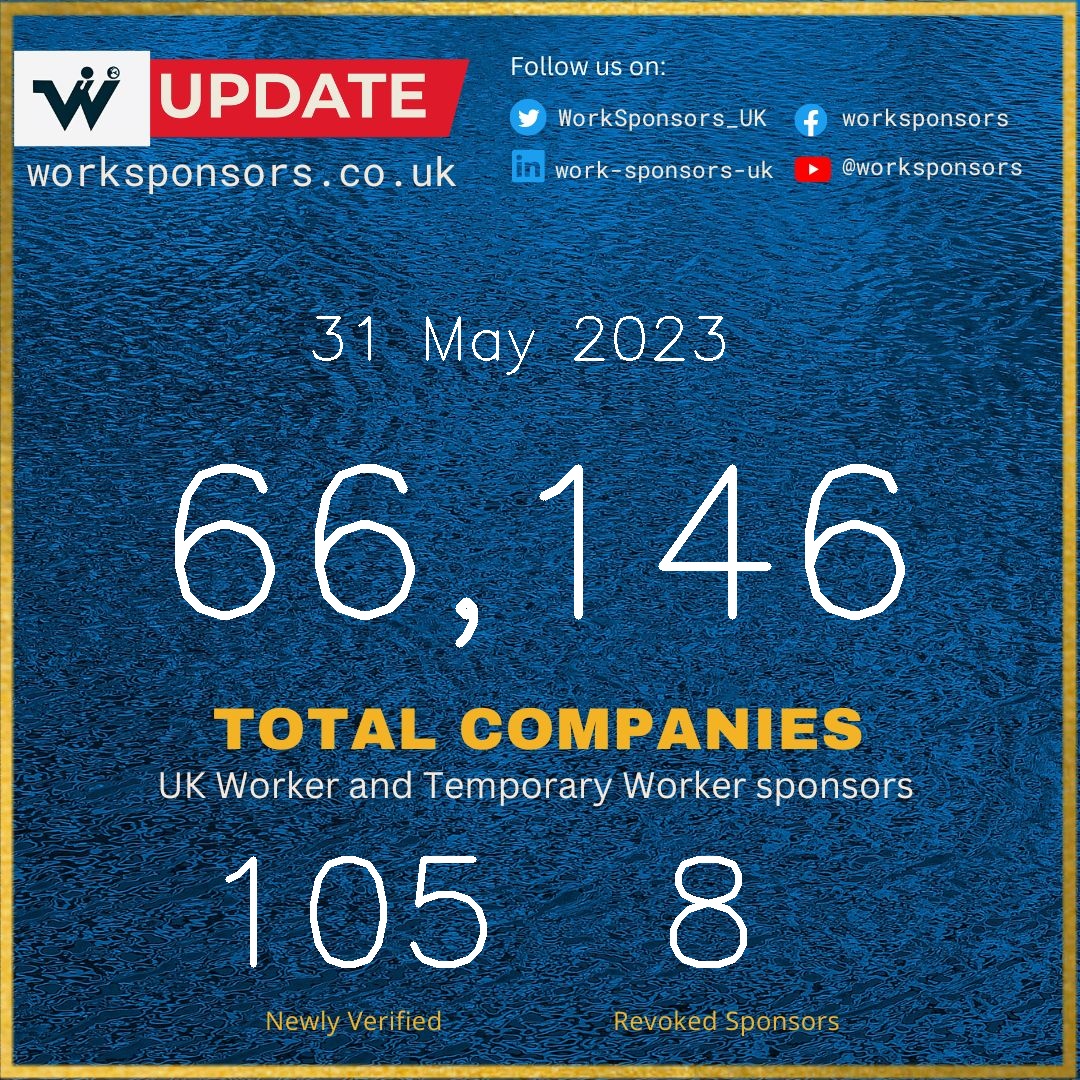 UPDATE
worksponsors.co.uk
Follow us on:
WorkSponsors_UK
worksponsors
work-sponsors-uk
@worksponsors
31 May 2023
66,146
TOTAL COMPANIES
UK Worker and Temporary Worker sponsors
105
8
Newly Verified
Revoked Sponsors